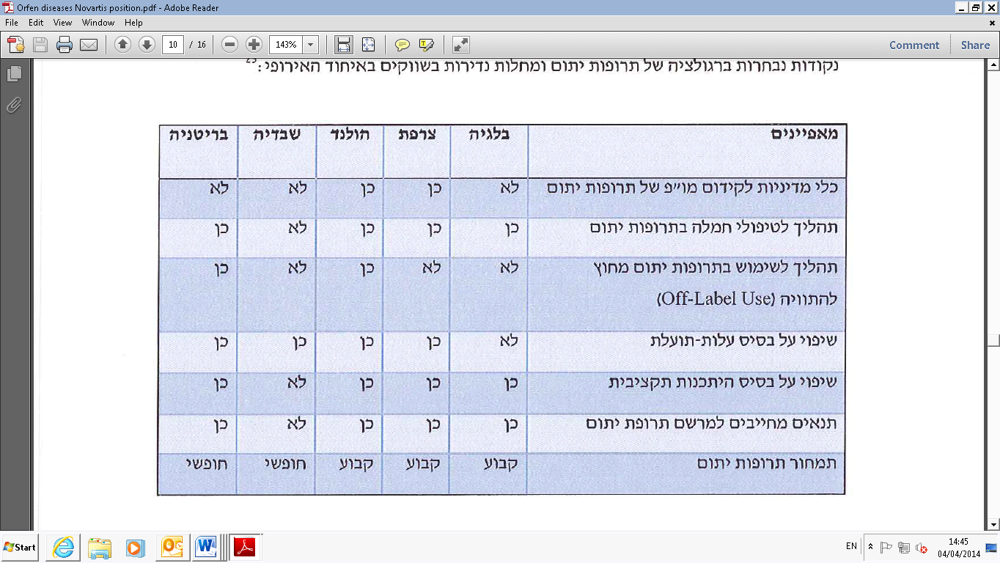 Orfen diseases Novartis position.pdf - Adobe Reader
File Edit View Window Help
10 / 16 143% Comment Share
נקודות נבחרות ברגולציה של תרופות יתום ומחלות נדירות בשווקים באיחוד האירופי:
מאפיינים בלגיה צרפת הולנד שבדיה בריטניה
כלי מדיניות לקידום מו״פ של תרופות יתום לא כן כן לא לא
תהליך לטיפולי חמלה בתרופות יתום כן כן כן לא כן
תהליך לשימוש בתרופות יתום מחוץ לא לא כן לא כן
להתוויה (Off-Label Use)
שיפוי על בסיס עלות-תועלת לא כן כן כן כן
שיפוי על בסיס היתכנות תקציבית כן כן כן לא כן
תנאים מחייבים למרשם תרופת יתום כן כן כן לא כן
תמחור תרופות יתום קבוע קבוע קבוע חופשי חופשי
Start EN 14:45
04/04/2014